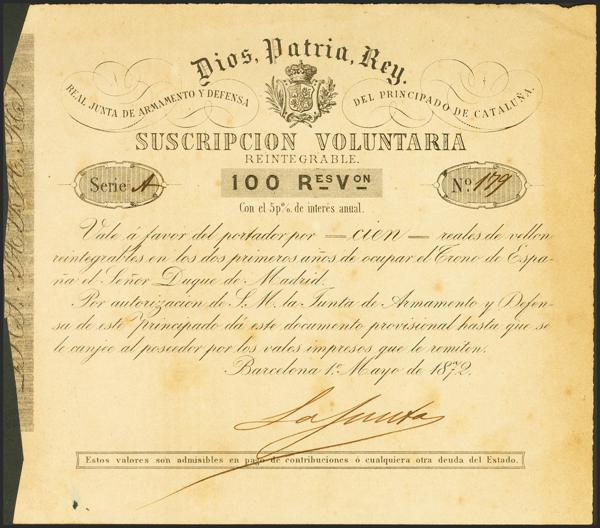 Dios, Patria, Rey.
REAL JUNTA DE ARMAMENTO Y DEFENSA
DEL PRINCIPADO DE CATALUÑA.
SUSCRIPCION VOLUNTARIA
REINTEGRABLE.
Serie A
100 Res Von
No. 179
Con el 5 p%. de interés anual.
Vale á favor del portador por —cien— reales de vellon
reintegrables en los dos primeros años de ocupar el Trono de Espa-
ña el Señor Duque de Madrid.
Por autorizacion de S. M. la Junta de Armamento y Defen-
sa de este Principado dá este documento provisional hasta que se
le canjee al poseedor por los vales impresos que le remiten.
Barcelona 1º Mayo de 1872.
La Junta
Estos valores son admisibles en pago de contribuciones ó cualquiera otra deuda del Estado.